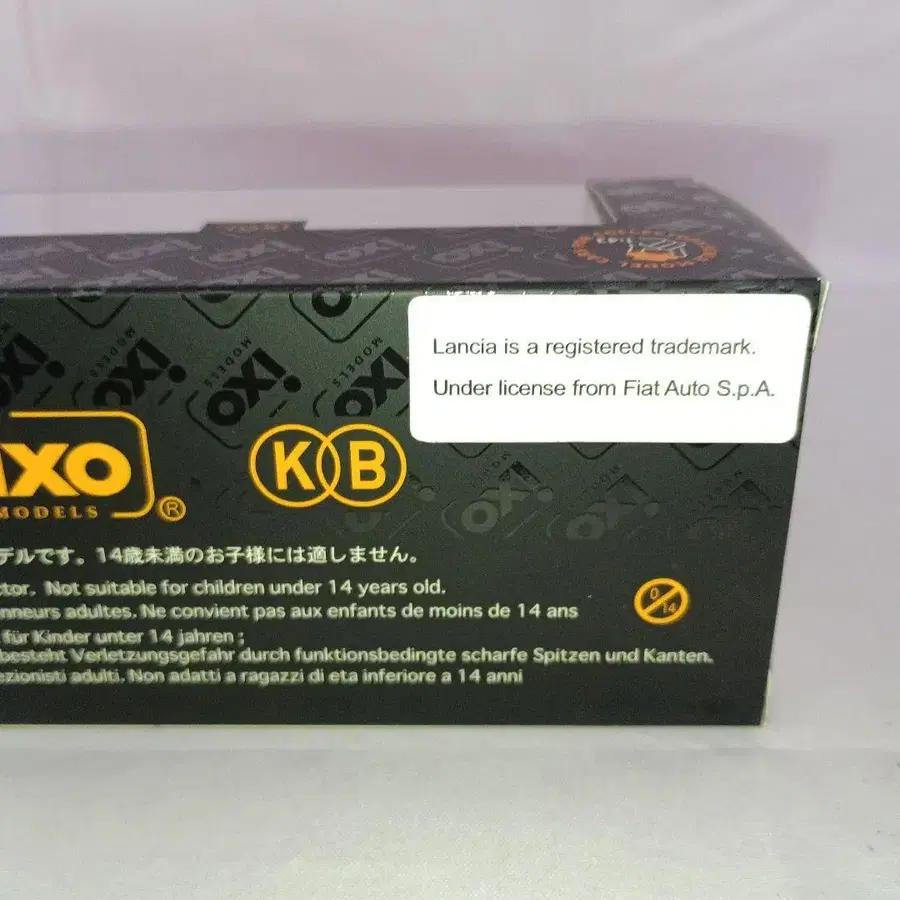 1:43
Lancia is a registered trademark.
Under license from Fiat Auto S.p.A.
ixo
MODELS ®
KB
デルです。14歳未満のお子様には適しません。
ctor. Not suitable for children under 14 years old.
nneurs adultes. Ne convient pas aux enfants de moins de 14 ans
für Kinder unter 14 jahren ;
besteht Verletzungsgefahr durch funktionsbedingte scharfe Spitzen und Kanten.
ezionisti adulti. Non adatti a ragazzi di eta inferiore a 14 anni
0/14